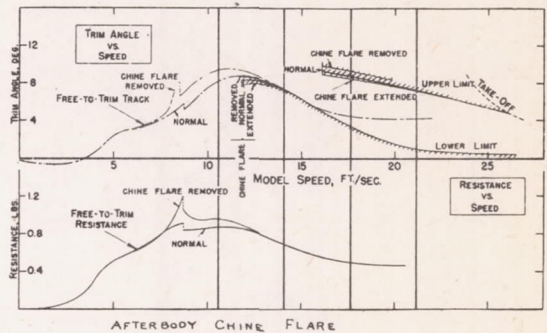 TRIM ANGLE
VS.
SPEED
CHINE FLARE
REMOVED
FREE-TO-TRIM TRACK
NORMAL
TRIM ANGLE, DEG.
12
8
4
REMOVED
NORMAL
EXTENDED
CHINE FLARE
CHINE FLARE REMOVED
NORMAL
CHINE FLARE EXTENDED
UPPER LIMIT
TAKE-OFF
LOWER LIMIT
5
10
15
20
25
MODEL SPEED, FT./SEC.
RESISTANCE
VS.
SPEED
CHINE FLARE REMOVED
FREE-TO-TRIM
RESISTANCE
NORMAL
RESISTANCE, LBS.
1.2
0.8
0.4
AFTERBODY CHINE FLARE